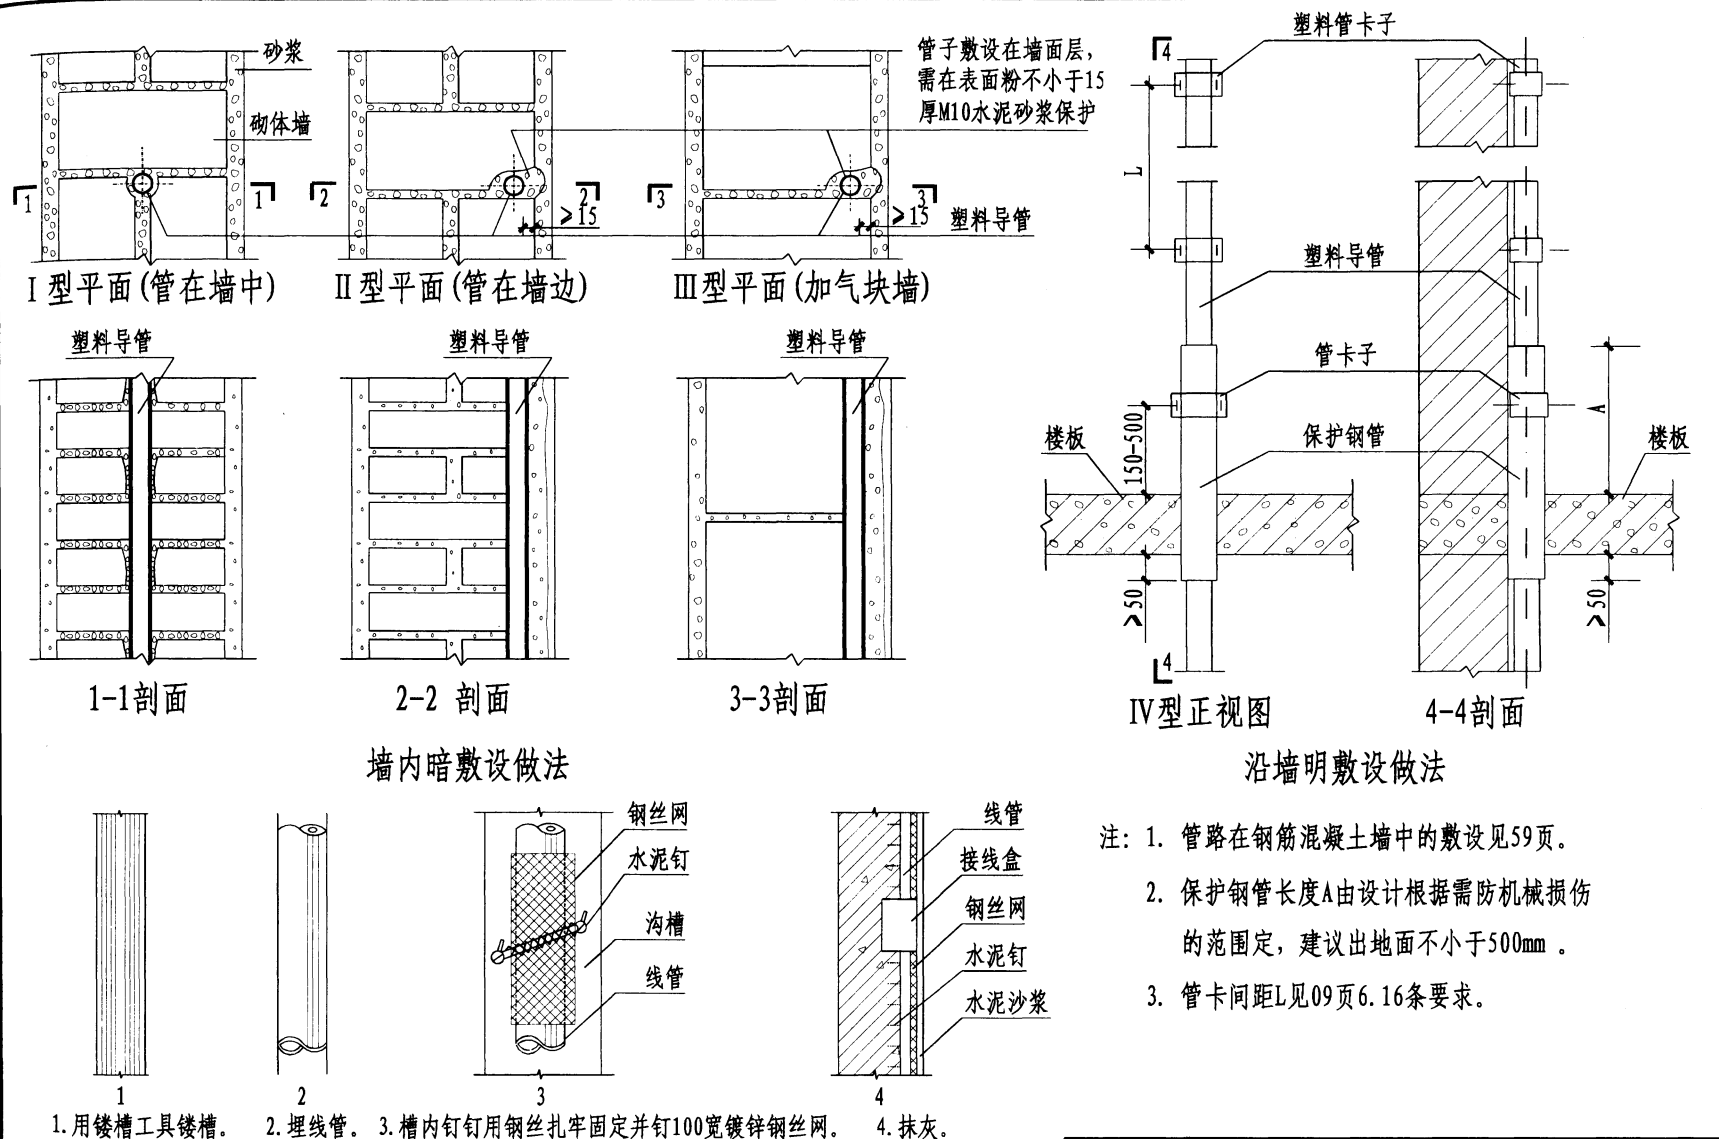 砂浆
砌体墙
1
1
Ⅰ型平面(管在墙中)
2
2
≥15
Ⅱ型平面(管在墙边)
3
3
≥15
Ⅲ型平面(加气块墙)
管子敷设在墙面层,
需在表面粉不小于15
厚M10水泥砂浆保护
塑料导管
塑料导管
1-1剖面
塑料导管
2-2 剖面
塑料导管
3-3剖面
墙内暗敷设做法
4
塑料管卡子
L
塑料导管
管卡子
保护钢管
楼板
150-500
≥50
4
A
楼板
≥50
Ⅳ型正视图
4-4剖面
沿墙明敷设做法
钢丝网
水泥钉
沟槽
线管
线管
接线盒
钢丝网
水泥钉
水泥沙浆
1
2
3
4
1.用镂槽工具镂槽。
2.埋线管。
3.槽内钉钉用钢丝扎牢固定并钉100宽镀锌钢丝网。
4.抹灰。
注: 1. 管路在钢筋混凝土墙中的敷设见59页。
2. 保护钢管长度A由设计根据需防机械损伤
的范围定, 建议出地面不小于500mm 。
3. 管卡间距L见09页6.16条要求。